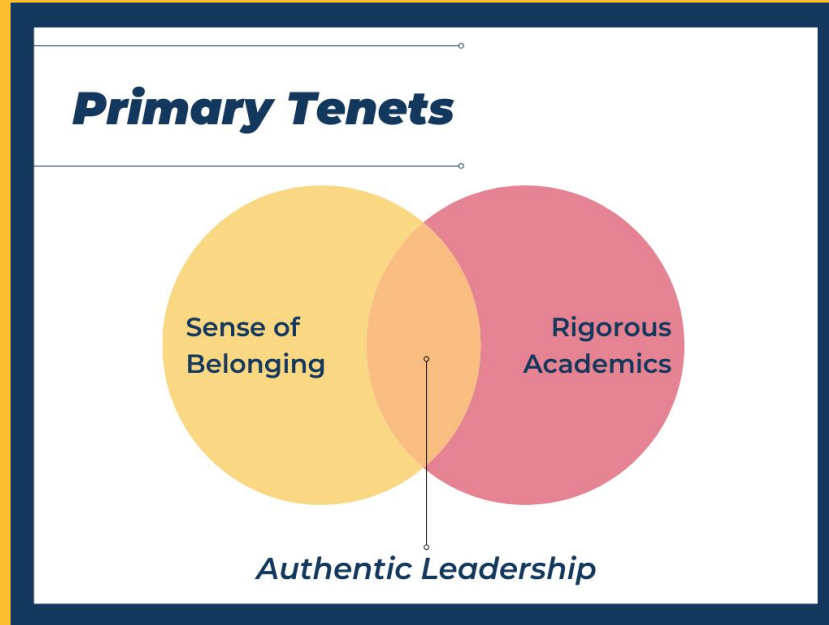 Primary Tenets
Sense of
Belonging
Rigorous
Academics
Authentic Leadership